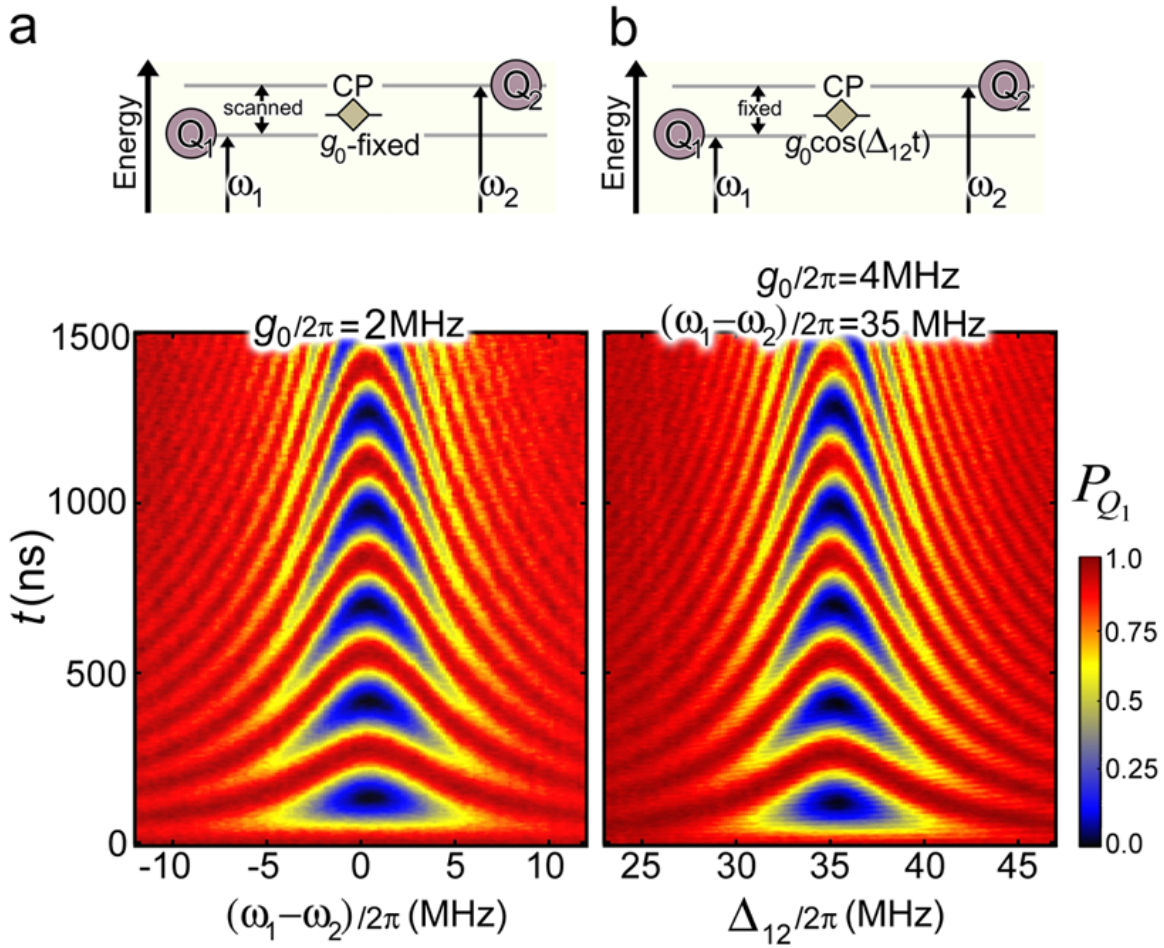 a
b
Energy
CP
scanned
Q1
Q2
g0-fixed
ω1
ω2
Energy
CP
fixed
Q1
Q2
g0cos(Δ12t)
ω1
ω2
g0/2π=2MHz
g0/2π=4MHz
(ω1−ω2)/2π=35 MHz
t(ns)
1500
1000
500
0
-10 -5 0 5 10
(ω1−ω2)/2π (MHz)
25 30 35 40 45
Δ12/2π (MHz)
PQ1
1.0
0.75
0.5
0.25
0.0